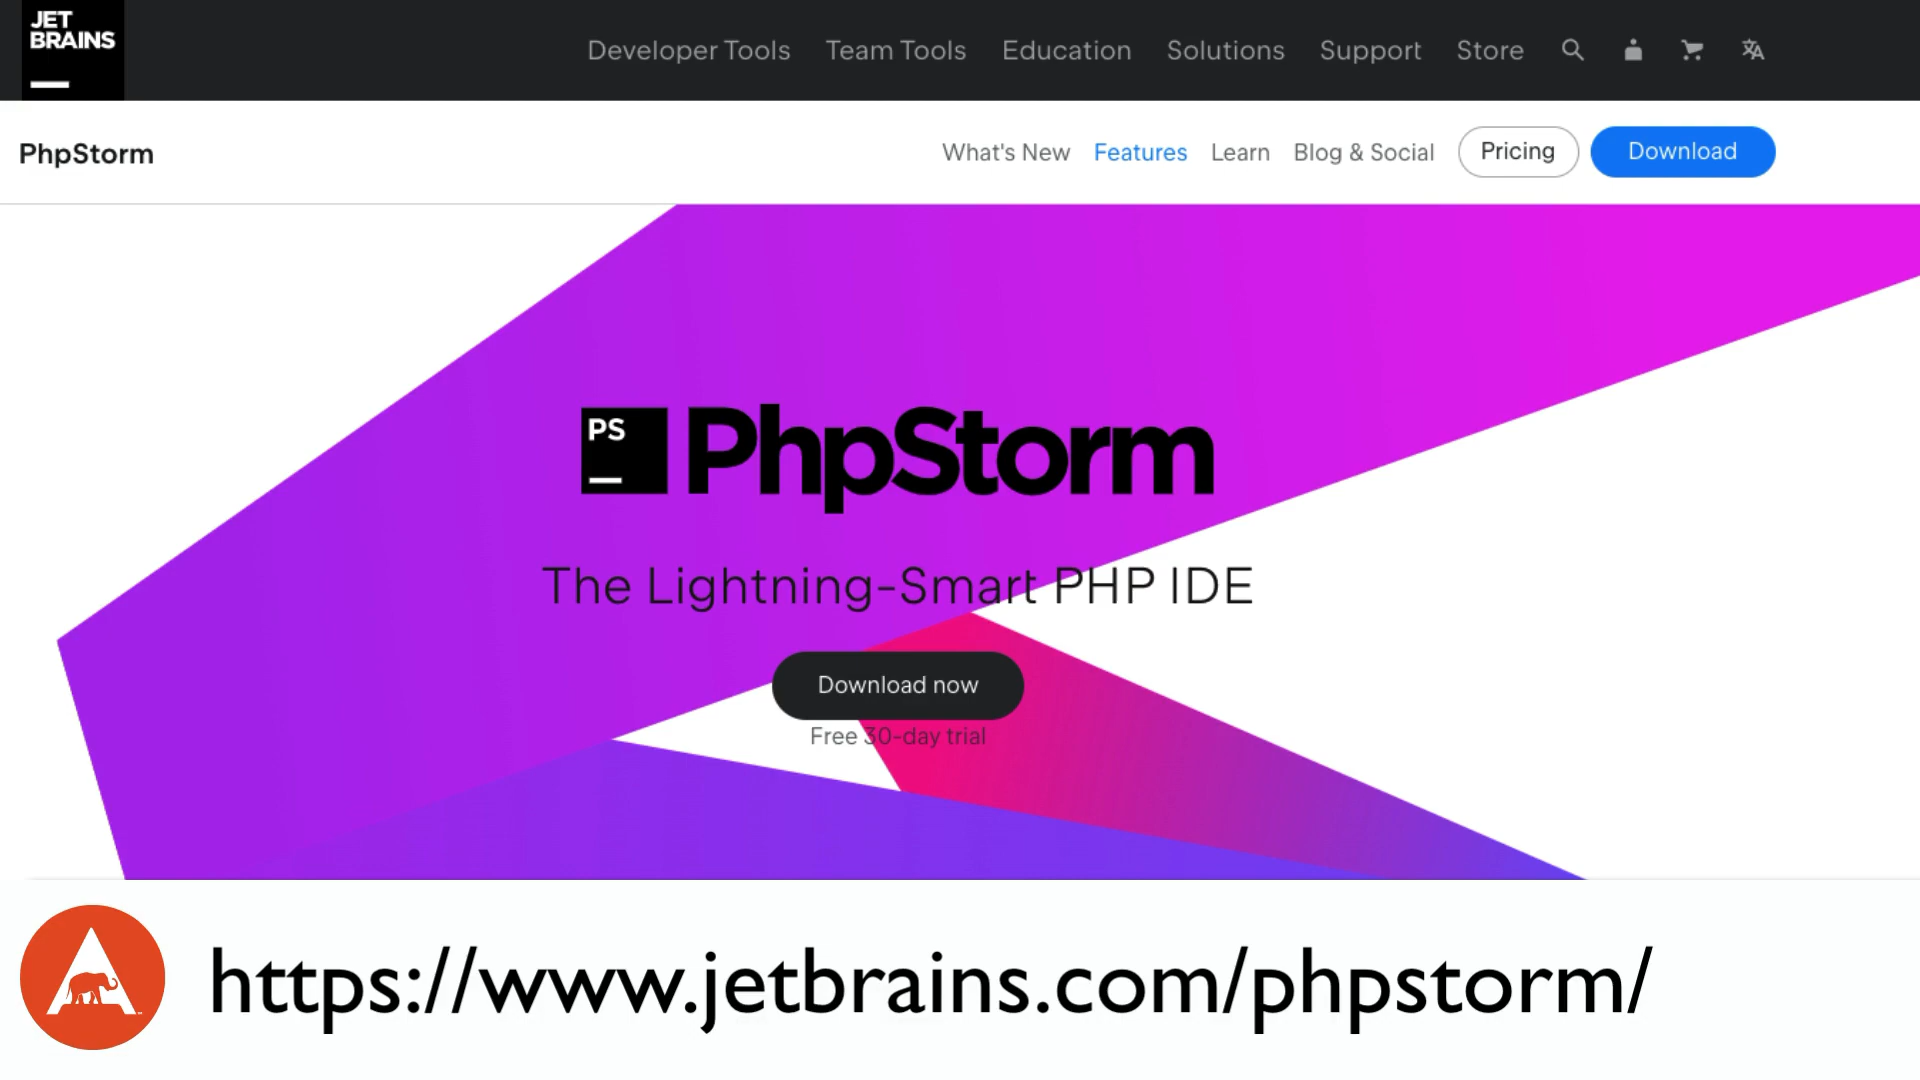 JET
BRAINS
Developer Tools Team Tools Education Solutions Support Store
PhpStorm
What's New Features Learn Blog & Social Pricing Download
PS
PhpStorm
The Lightning-Smart PHP IDE
Download now
Free 30-day trial
A
https://www.jetbrains.com/phpstorm/